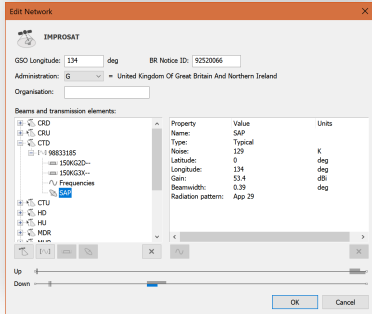 Edit Network
IMPROSAT
GSO Longitude: 134 deg BR Notice ID: 92520066
Administration: G = United Kingdom Of Great Britain And Northern Ireland
Organisation:
Beams and transmission elements:
CRD
CRU
CTD
98833185
150KG2D--
150KG3X--
Frequencies
SAP
CTU
HD
HU
MDR
Property Value Units
Name: SAP
Type: Typical
Noise: 129 K
Latitude: 0 deg
Longitude: 134 deg
Gain: 53.4 dBi
Beamwidth: 0.39 deg
Radiation pattern: App 29
Up
Down
OK Cancel